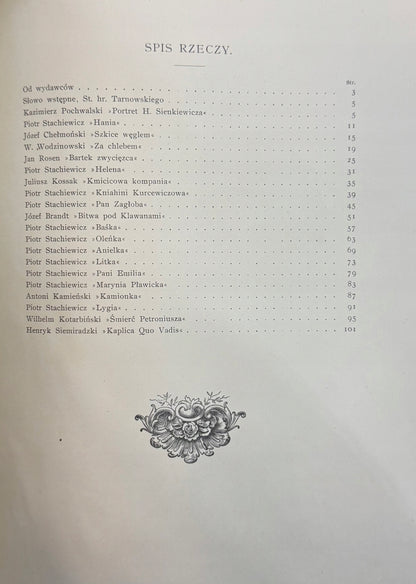 SPIS RZECZY.
Str.
Od wydawców . . . 3
Słowo wstępne, St. hr. Tarnowskiego . . . 5
Kazimierz Pochwalski »Portret H. Sienkiewicza« . . . 5
Piotr Stachiewicz »Hania« . . . 11
Józef Chełmoński »Szkice węglem« . . . 15
W. Wodzinowski »Za chlebem« . . . 19
Jan Rosen »Bartek zwycięzca« . . . 25
Piotr Stachiewicz »Helena« . . . 31
Juliusz Kossak »Kmicicowa kompania« . . . 35
Piotr Stachiewicz »Kniahini Kurcewiczowa« . . . 39
Piotr Stachiewicz »Pan Zagłoba« . . . 45
Józef Brandt »Bitwa pod Kławanami« . . . 51
Piotr Stachiewicz »Baśka« . . . 57
Piotr Stachiewicz »Oleńka« . . . 63
Piotr Stachiewicz »Anielka« . . . 69
Piotr Stachiewicz »Litka« . . . 73
Piotr Stachiewicz »Pani Emilia« . . . 79
Piotr Stachiewicz »Marynia Pławicka« . . . 83
Antoni Kamieński »Kamionka« . . . 87
Piotr Stachiewicz »Lygia« . . . 91
Wilhelm Kotarbiński »Śmierć Petroniusza« . . . 95
Henryk Siemiradzki »Kaplica Quo Vadis« . . . 101